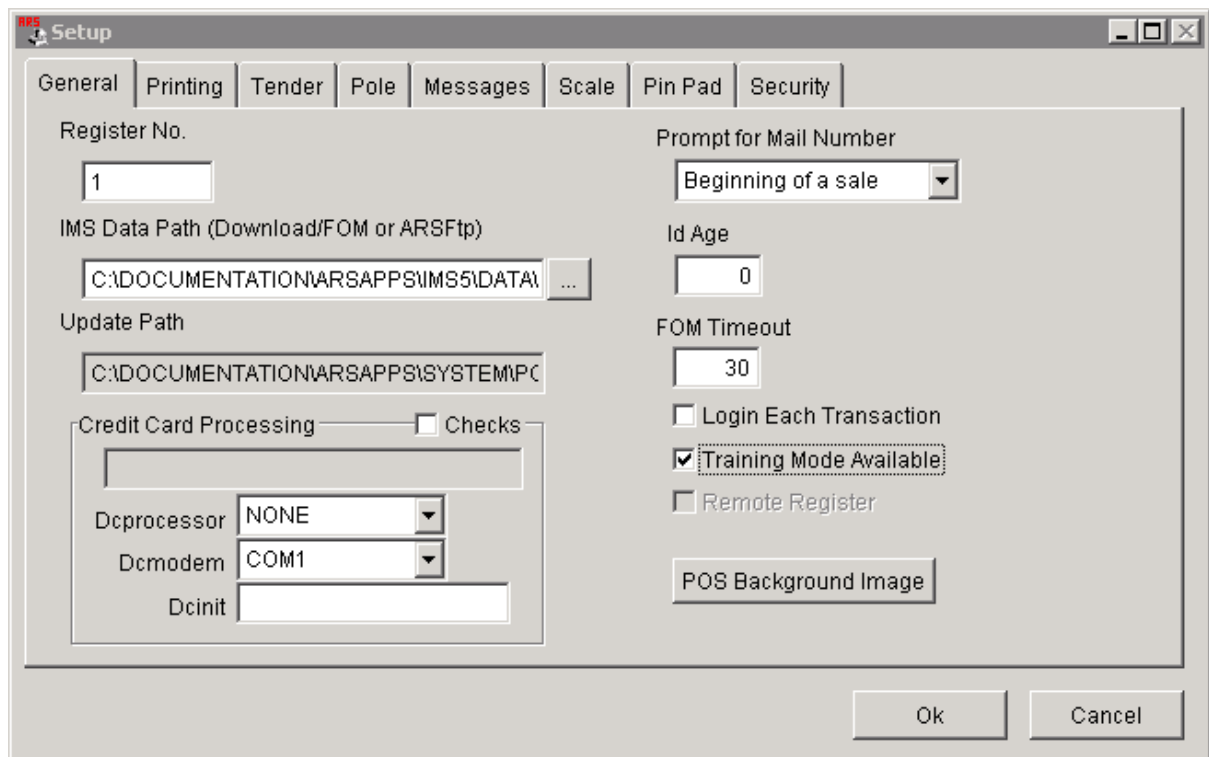 ARS
Setup
General Printing Tender Pole Messages Scale Pin Pad Security
Register No.
1
IMS Data Path (Download/FOM or ARSFtp)
C:\DOCUMENTATION\ARSAPPS\IMS5\DATA\ ...
Update Path
C:\DOCUMENTATION\ARSAPPS\SYSTEM\PO
Credit Card Processing Checks
Dcprocessor NONE
Dcmodem COM1
Dcinit
Prompt for Mail Number
Beginning of a sale
Id Age
0
FOM Timeout
30
Login Each Transaction
Training Mode Available
Remote Register
POS Background Image
Ok Cancel